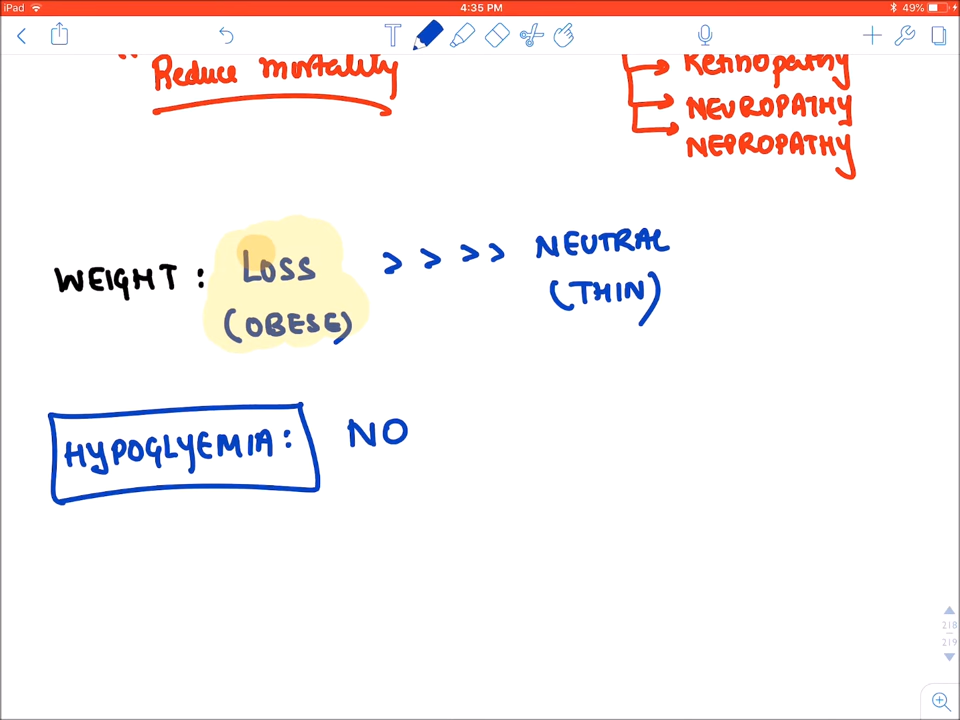 iPad 4:35 PM 49%
T
Reduce mortality
Retinopathy
NEUROPATHY
NEPROPATHY
WEIGHT : LOSS > > > > NEUTRAL
(OBESE) (THIN)
HYPOGLYEMIA : NO
218
219